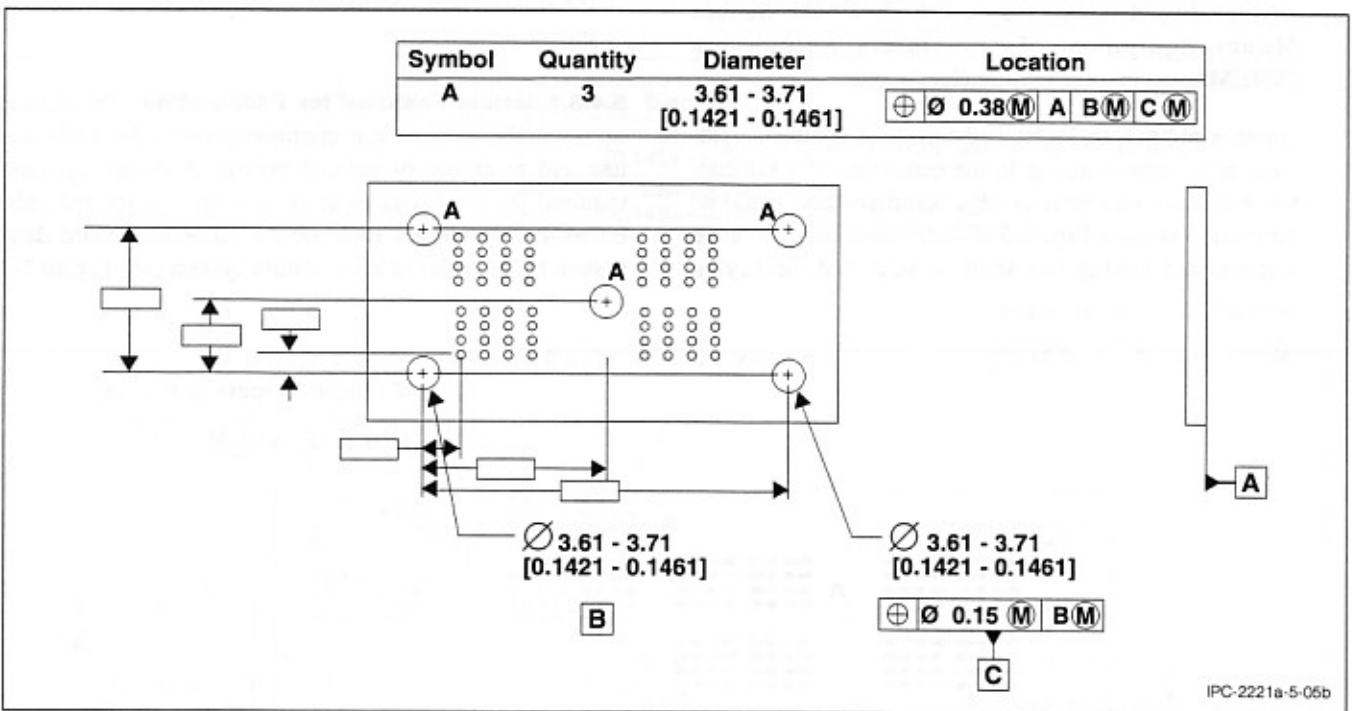 Symbol Quantity Diameter Location
A 3 3.61 - 3.71 ⌖ Ø 0.38Ⓜ A BⓂ CⓂ
[0.1421 - 0.1461]
A A
A
A
Ø 3.61 - 3.71
[0.1421 - 0.1461]
B
Ø 3.61 - 3.71
[0.1421 - 0.1461]
⌖ Ø 0.15 Ⓜ BⓂ
C
IPC-2221a-5-05b